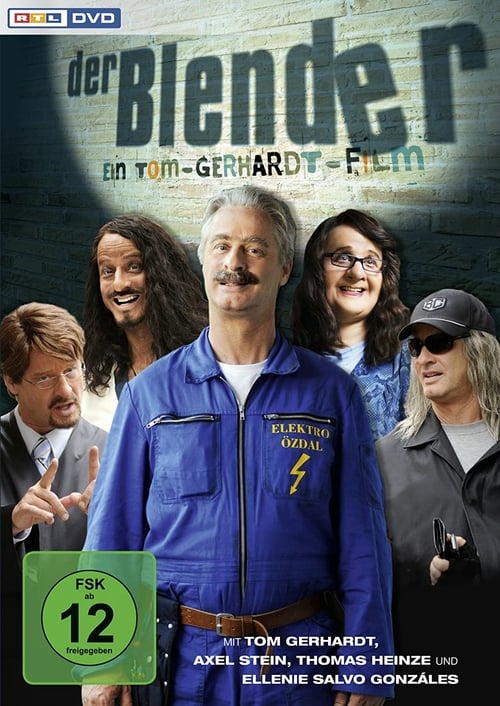 RTL DVD
der Blender
EIN TOM-GERHARDT-FILM
BC
ELEKTRO
ÖZDAL
FSK
ab
12
freigegeben
MIT TOM GERHARDT,
AXEL STEIN, THOMAS HEINZE UND
ELLENIE SALVO GONZÁLES